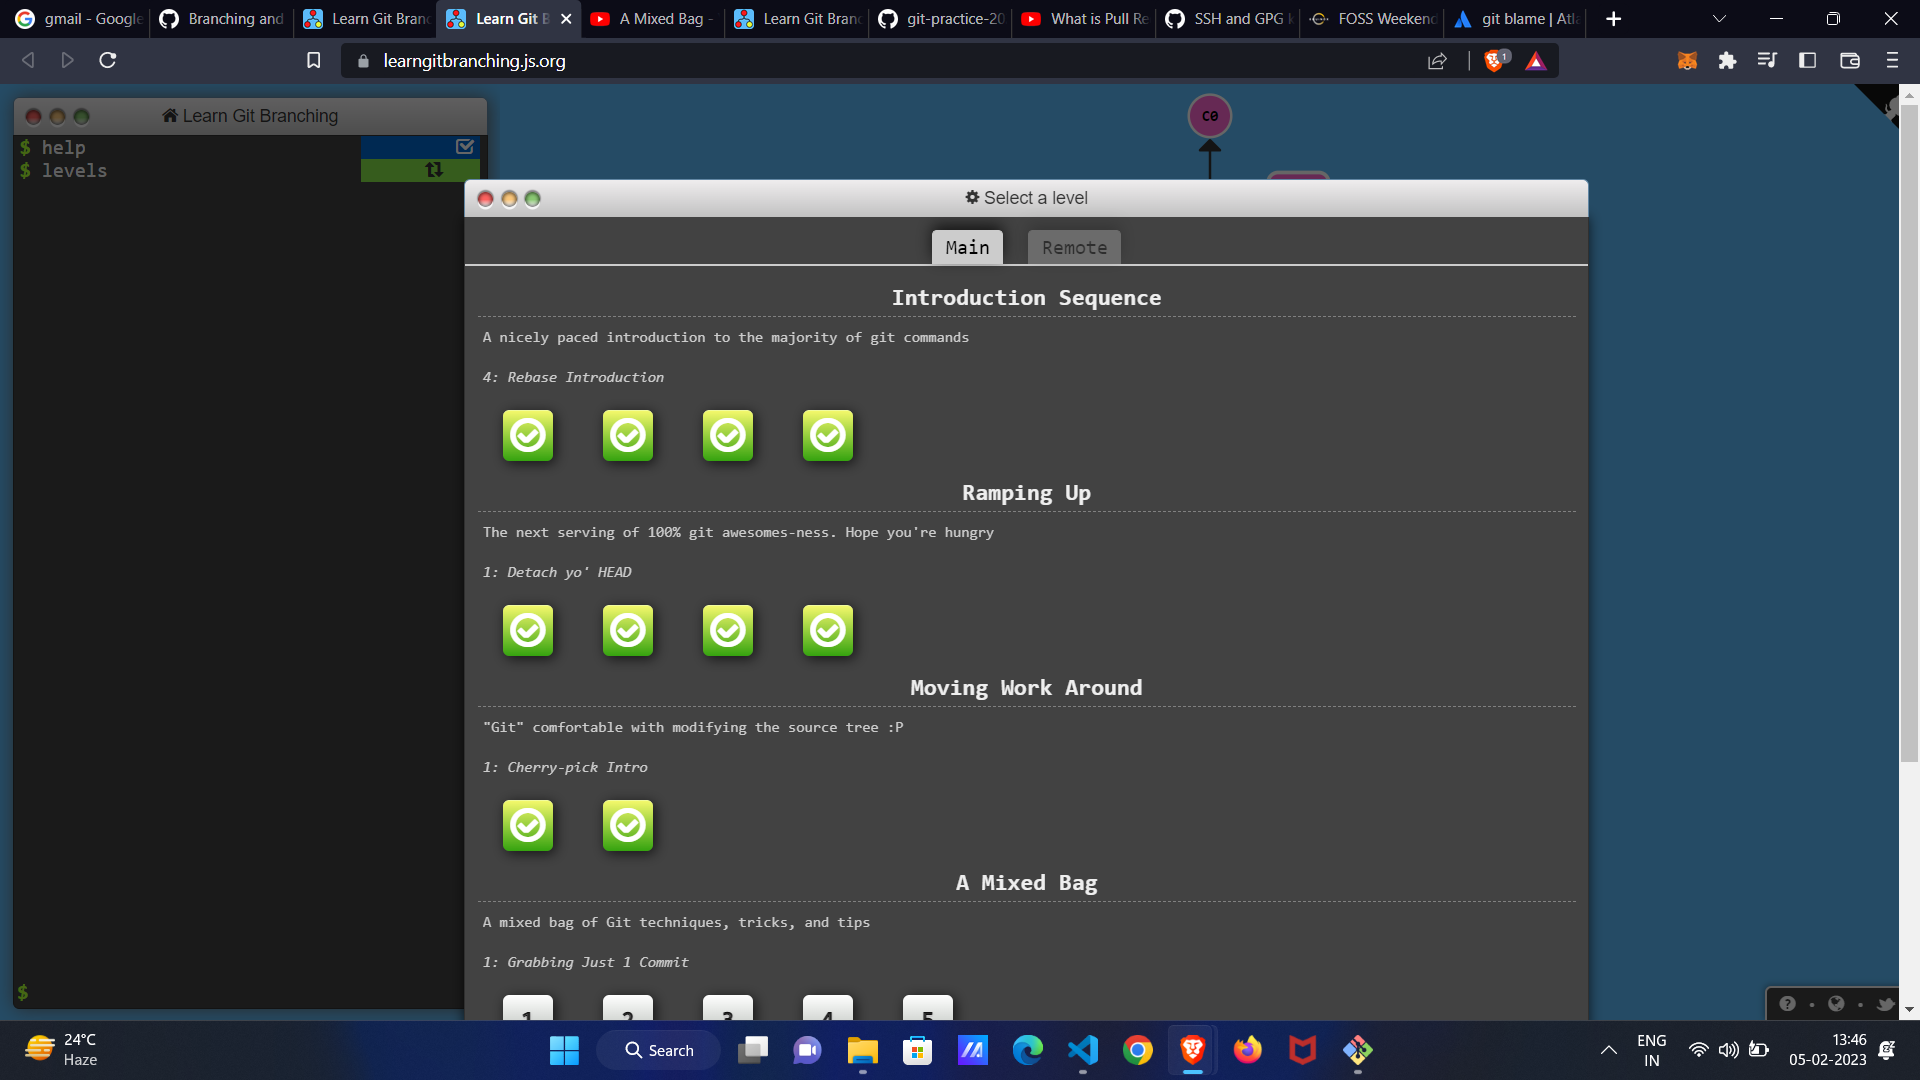 gmail - Google
Branching and
Learn Git Branc
Learn Git B
A Mixed Bag -
Learn Git Branc
git-practice-20
What is Pull Re
SSH and GPG k
FOSS Weekend
git blame | Atla
learngitbranching.js.org
1
Learn Git Branching
$ help
$ levels
C0
Select a level
Main
Remote
Introduction Sequence
A nicely paced introduction to the majority of git commands
4: Rebase Introduction
Ramping Up
The next serving of 100% git awesomes-ness. Hope you're hungry
1: Detach yo' HEAD
Moving Work Around
"Git" comfortable with modifying the source tree :P
1: Cherry-pick Intro
A Mixed Bag
A mixed bag of Git techniques, tricks, and tips
1: Grabbing Just 1 Commit
1 2 3 4 5
$
24°C
Haze
Search
ENG
IN
13:46
05-02-2023